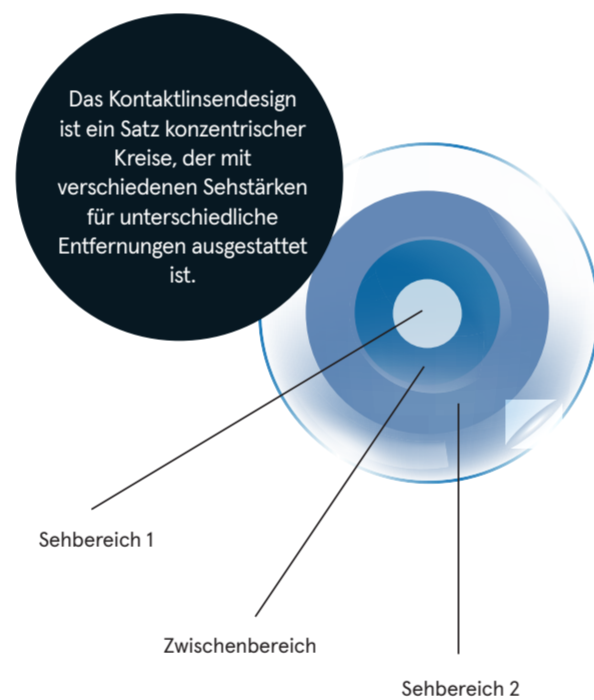 Das Kontaktlinsendesign
ist ein Satz konzentrischer
Kreise, der mit
verschiedenen Sehstärken
für unterschiedliche
Entfernungen ausgestattet
ist.
Sehbereich 1
Zwischenbereich
Sehbereich 2